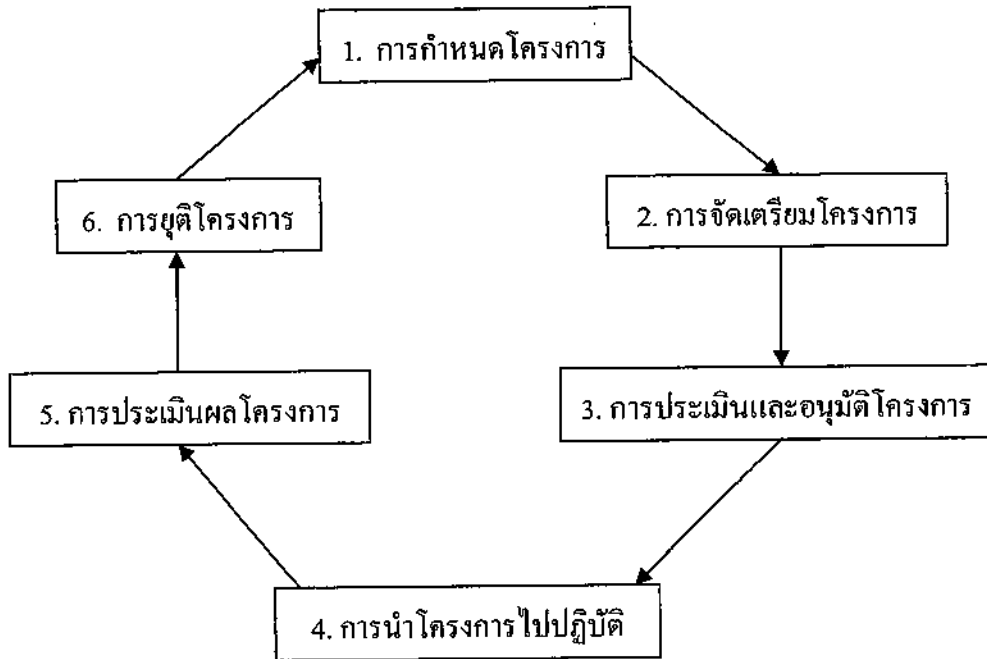 1. การกำหนดโครงการ
2. การจัดเตรียมโครงการ
3. การประเมินและอนุมัติโครงการ
4. การนำโครงการไปปฏิบัติ
5. การประเมินผลโครงการ
6. การยุติโครงการ